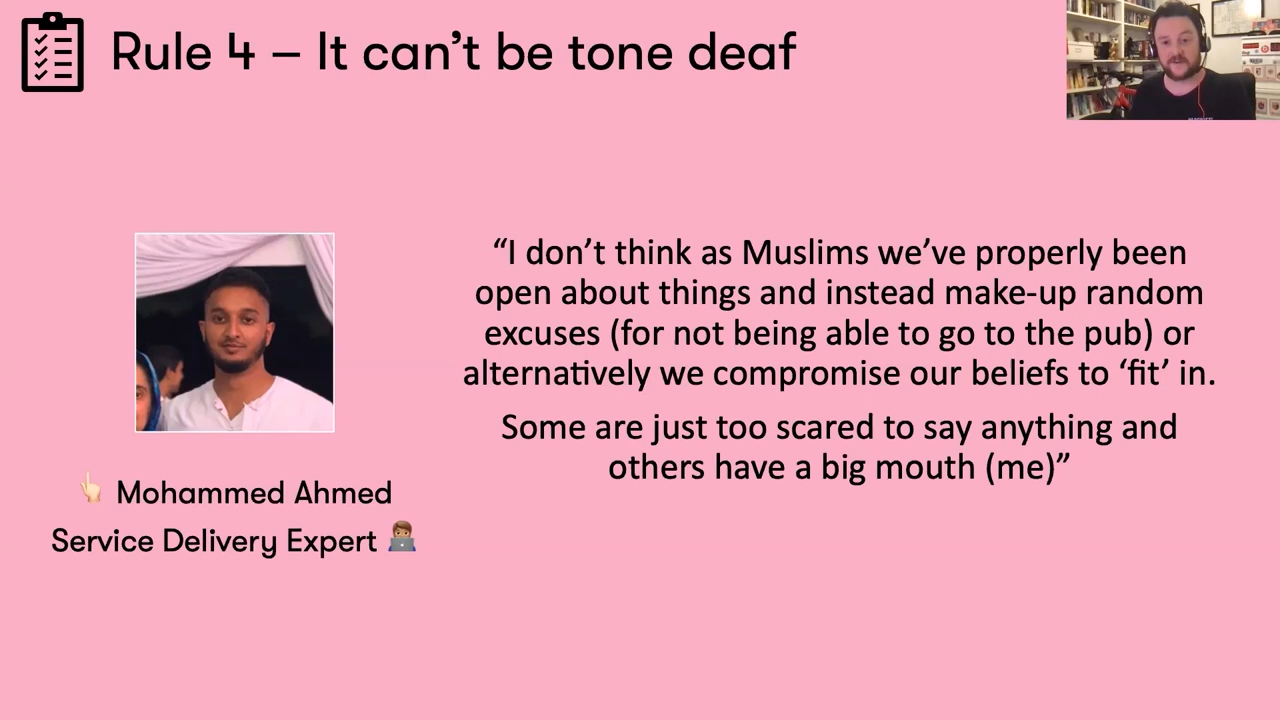 Rule 4 – It can’t be tone deaf
“I don’t think as Muslims we’ve properly been
open about things and instead make-up random
excuses (for not being able to go to the pub) or
alternatively we compromise our beliefs to ‘fit’ in.
Some are just too scared to say anything and
others have a big mouth (me)”
👆🏻 Mohammed Ahmed
Service Delivery Expert 🧑🏽‍💻